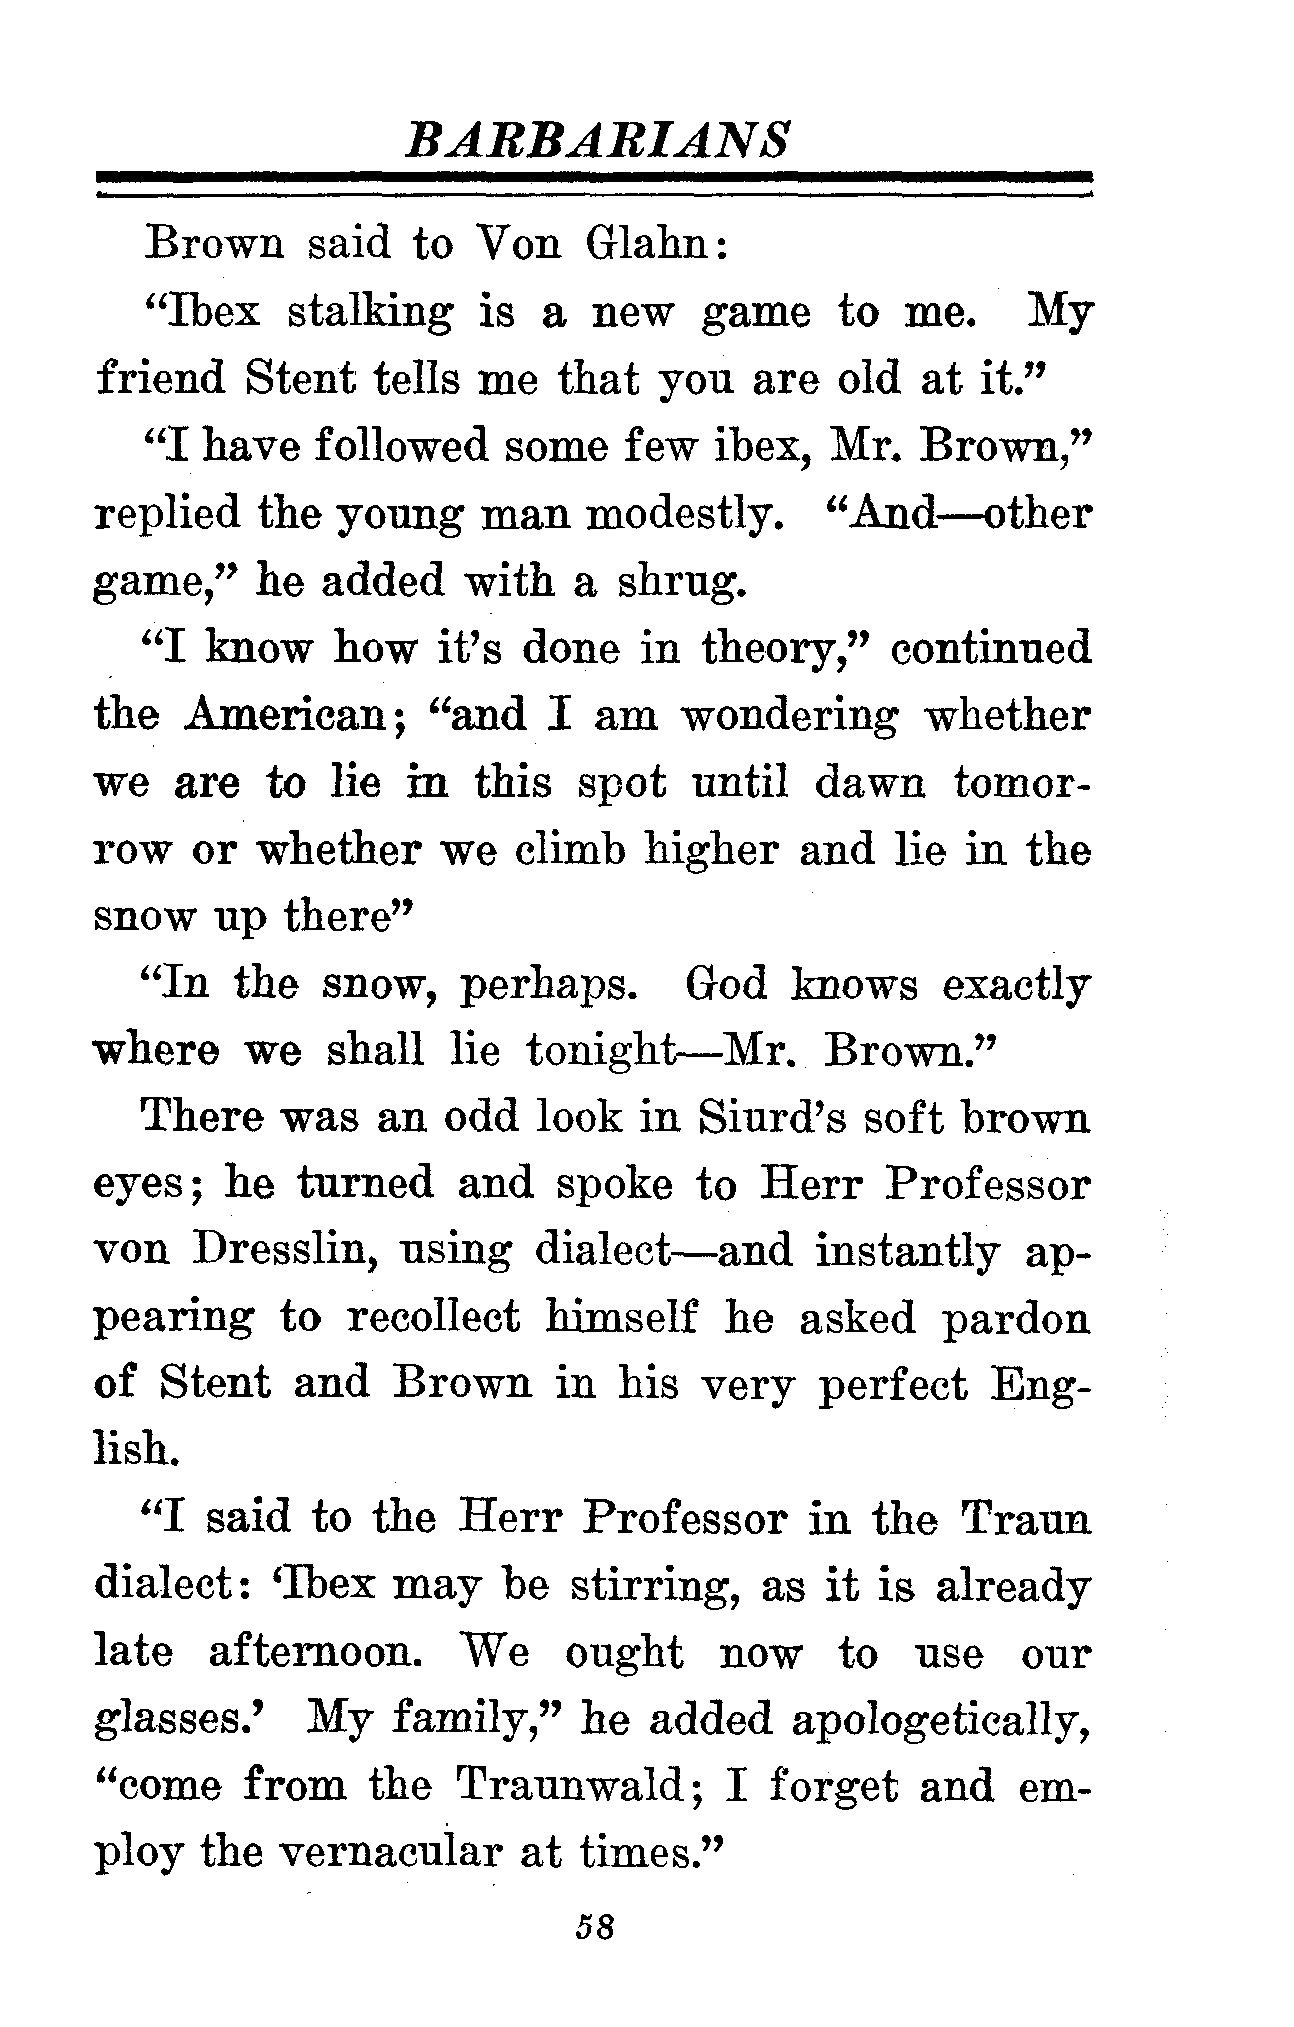 BARBARIANS
Brown said to Von Glahn:
“Ibex stalking is a new game to me. My
friend Stent tells me that you are old at it.”
“I have followed some few ibex, Mr. Brown,”
replied the young man modestly. “And—other
game,” he added with a shrug.
“I know how it’s done in theory,” continued
the American; “and I am wondering whether
we are to lie in this spot until dawn tomor-
row or whether we climb higher and lie in the
snow up there”
“In the snow, perhaps. God knows exactly
where we shall lie tonight—Mr. Brown.”
There was an odd look in Siurd’s soft brown
eyes; he turned and spoke to Herr Professor
von Dresslin, using dialect—and instantly ap-
pearing to recollect himself he asked pardon
of Stent and Brown in his very perfect Eng-
lish.
“I said to the Herr Professor in the Traun
dialect: ‘Ibex may be stirring, as it is already
late afternoon. We ought now to use our
glasses.’ My family,” he added apologetically,
“come from the Traunwald; I forget and em-
ploy the vernacular at times.”
58